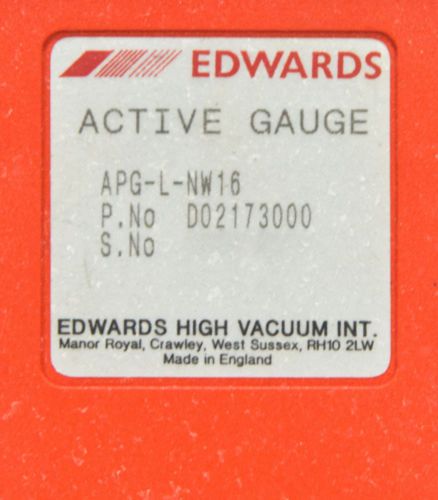 EDWARDS
ACTIVE GAUGE
APG-L-NW16
P.No D02173000
S.No
EDWARDS HIGH VACUUM INT.
Manor Royal, Crawley, West Sussex, RH10 2LW
Made in England